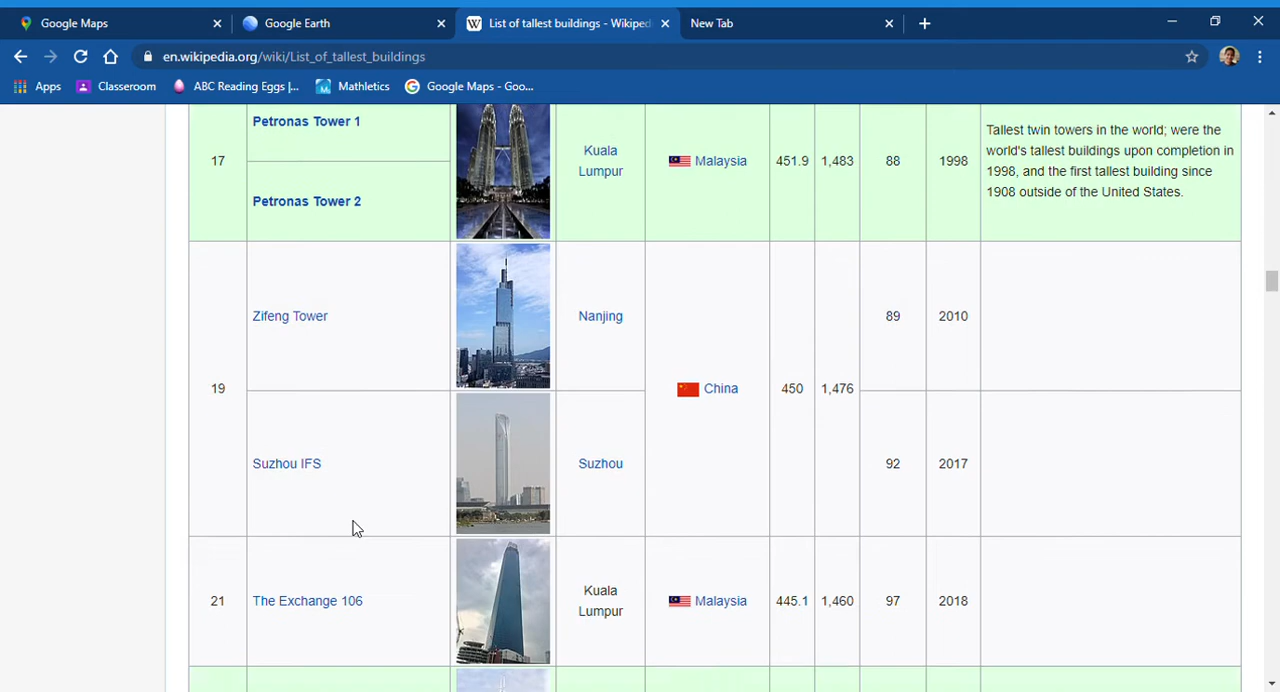 Google Maps
Google Earth
W List of tallest buildings - Wikiped
New Tab
en.wikipedia.org/wiki/List_of_tallest_buildings
Apps
Classroom
ABC Reading Eggs |...
Mathletics
G Google Maps - Goo...
17
Petronas Tower 1
Petronas Tower 2
Kuala
Lumpur
Malaysia
451.9
1,483
88
1998
Tallest twin towers in the world; were the
world's tallest buildings upon completion in
1998, and the first tallest building since
1908 outside of the United States.
19
Zifeng Tower
Nanjing
China
450
1,476
89
2010
Suzhou IFS
Suzhou
92
2017
21
The Exchange 106
Kuala
Lumpur
Malaysia
445.1
1,460
97
2018